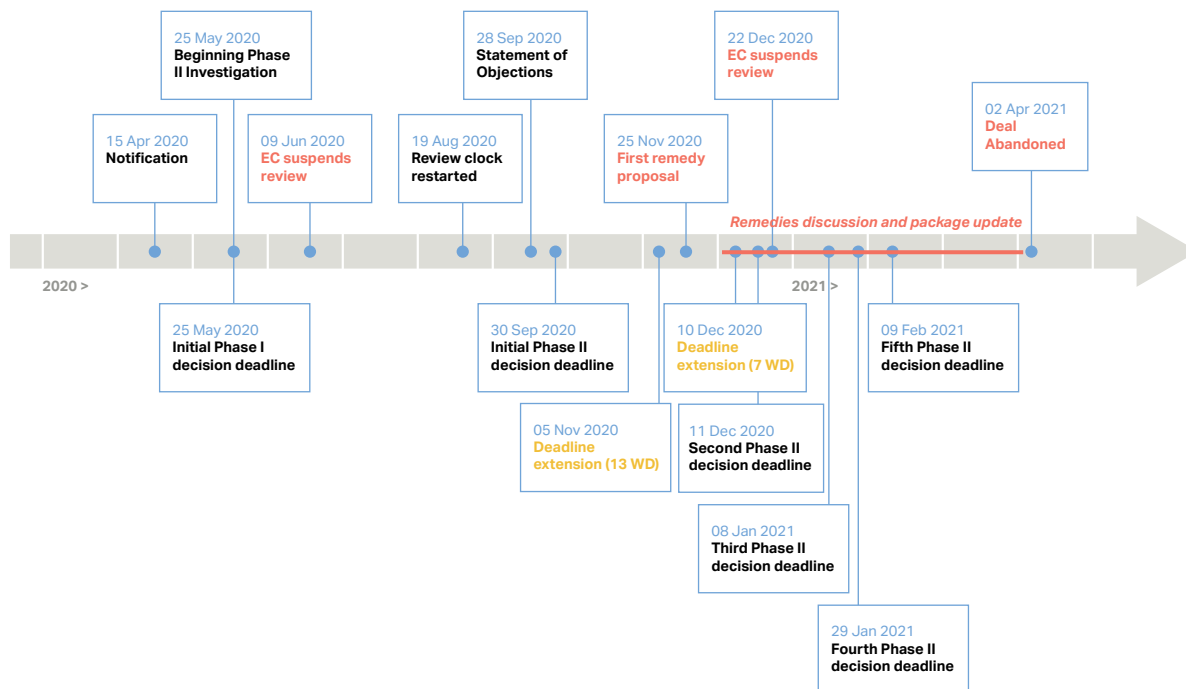 25 May 2020
Beginning Phase
II Investigation
28 Sep 2020
Statement of
Objections
22 Dec 2020
EC suspends
review
15 Apr 2020
Notification
09 Jun 2020
EC suspends
review
19 Aug 2020
Review clock
restarted
25 Nov 2020
First remedy
proposal
02 Apr 2021
Deal
Abandoned
Remedies discussion and package update
2020 >
2021 >
25 May 2020
Initial Phase I
decision deadline
30 Sep 2020
Initial Phase II
decision deadline
10 Dec 2020
Deadline
extension (7 WD)
09 Feb 2021
Fifth Phase II
decision deadline
05 Nov 2020
Deadline
extension (13 WD)
11 Dec 2020
Second Phase II
decision deadline
08 Jan 2021
Third Phase II
decision deadline
29 Jan 2021
Fourth Phase II
decision deadline